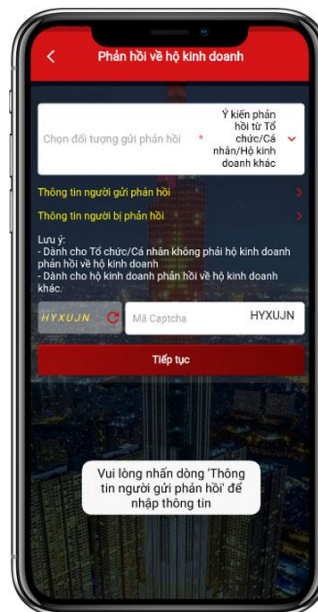 Phản hồi về hộ kinh doanh
Ý kiến phản
hồi từ Tổ
Chọn đối tượng gửi phản hồi * chức/Cá
nhân/Hộ kinh
doanh khác
Thông tin người gửi phản hồi
Thông tin người bị phản hồi
Lưu ý:
- Dành cho Tổ chức/Cá nhân không phải hộ kinh doanh
phản hồi về hộ kinh doanh
- Dành cho hộ kinh doanh phản hồi về hộ kinh doanh
khác.
HYXUJN Mã Captcha HYXUJN
Tiếp tục
Vui lòng nhấn dòng 'Thông
tin người gửi phản hồi' để
nhập thông tin